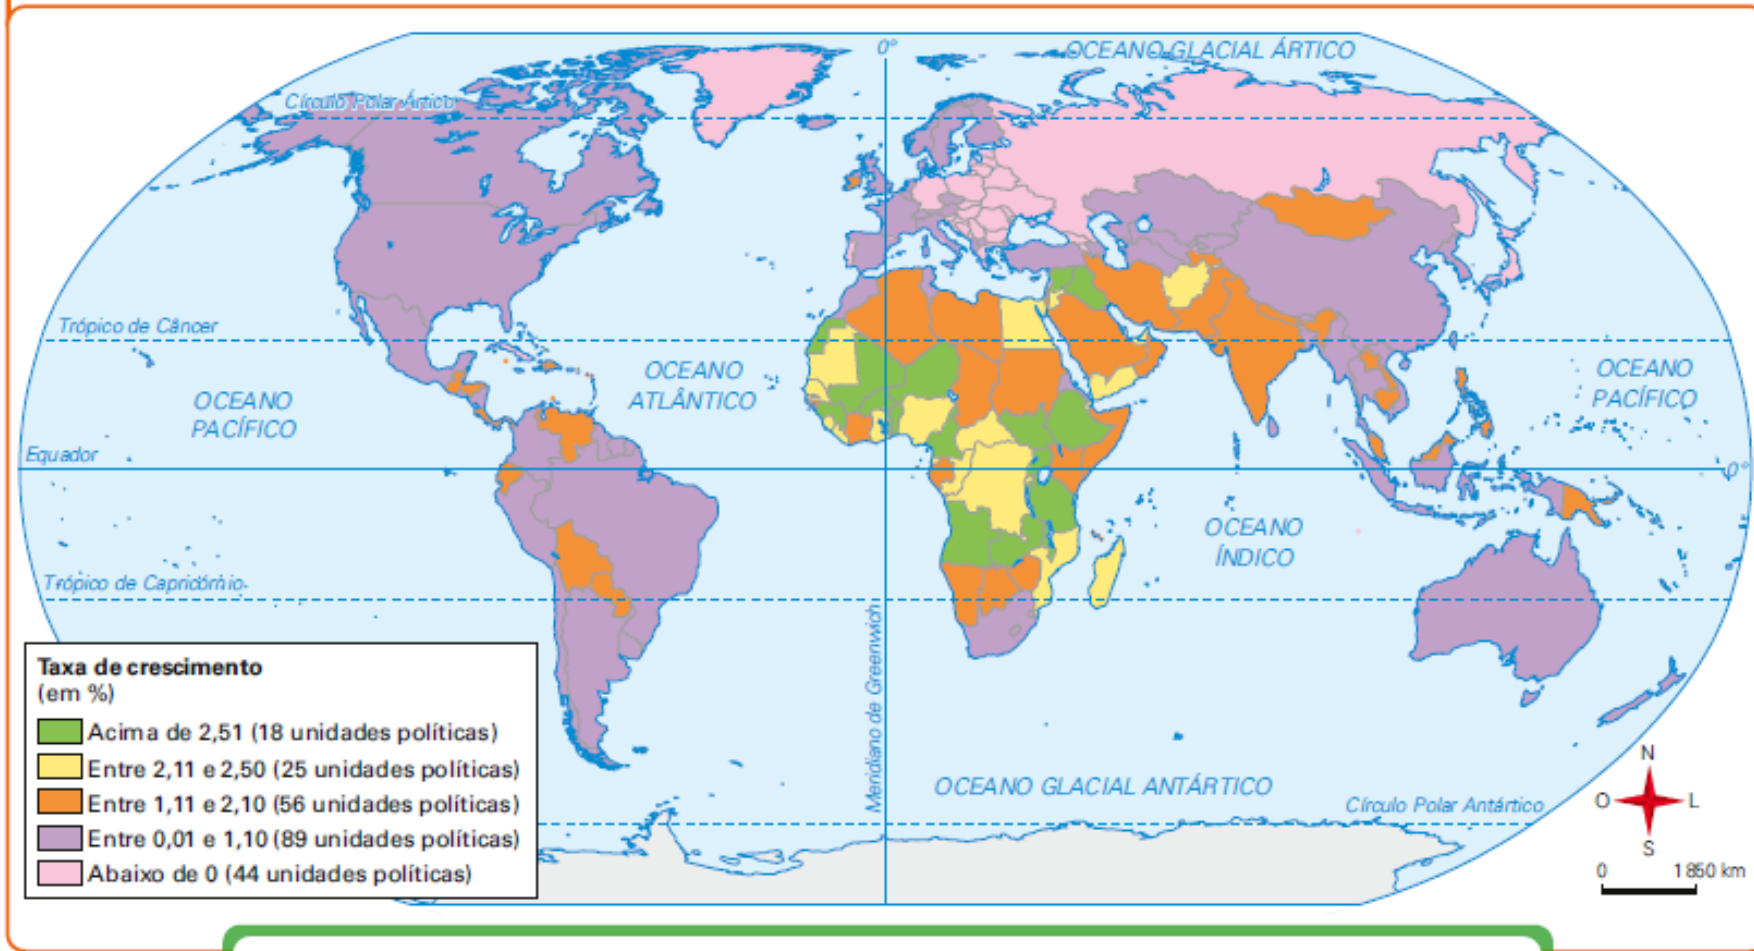 0°
OCEANO GLACIAL ÁRTICO
Círculo Polar Ártico
Trópico de Câncer
OCEANO
PACÍFICO
OCEANO
ATLÂNTICO
OCEANO
PACÍFICO
Equador
0°
OCEANO
ÍNDICO
Trópico de Capricórnio
Meridiano de Greenwich
Taxa de crescimento
(em %)
Acima de 2,51 (18 unidades políticas)
Entre 2,11 e 2,50 (25 unidades políticas)
Entre 1,11 e 2,10 (56 unidades políticas)
Entre 0,01 e 1,10 (89 unidades políticas)
Abaixo de 0 (44 unidades políticas)
OCEANO GLACIAL ANTÁRTICO
Círculo Polar Antártico
N
O L
S
0 1 850 km